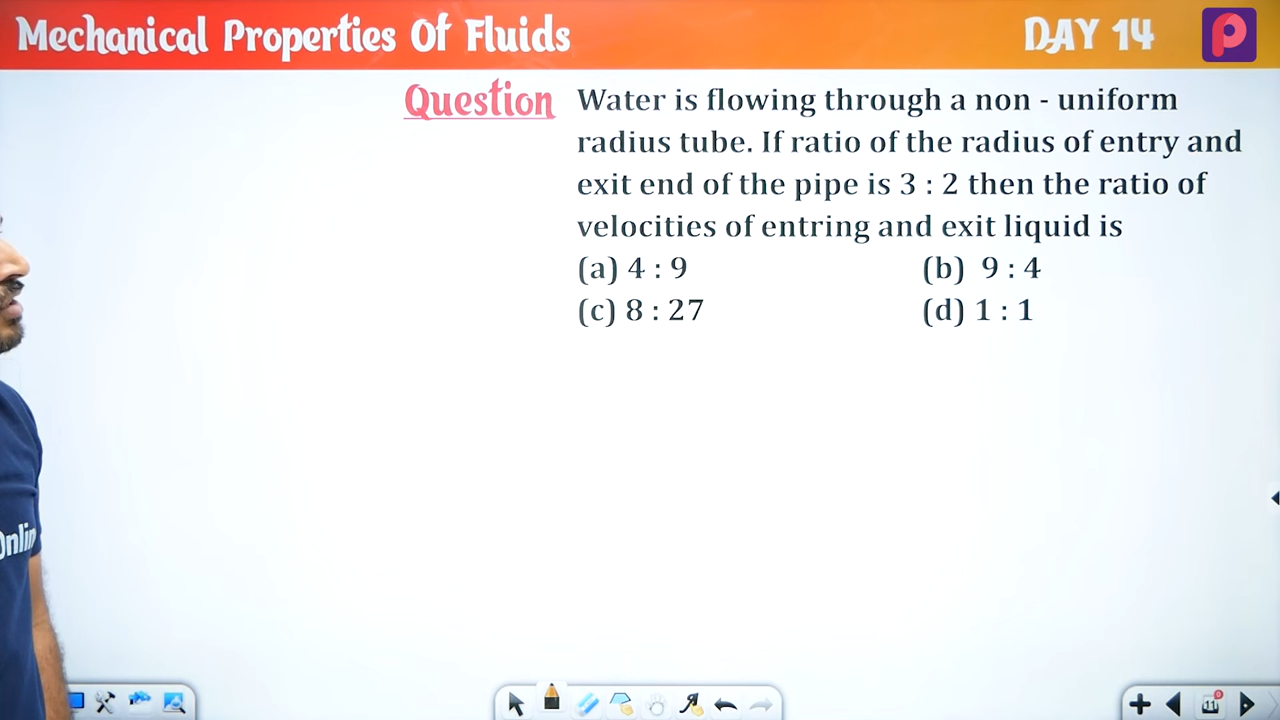 Mechanical Properties Of Fluids
DAY 14
Question
Water is flowing through a non - uniform
radius tube. If ratio of the radius of entry and
exit end of the pipe is 3 : 2 then the ratio of
velocities of entring and exit liquid is
(a) 4 : 9 (b) 9 : 4
(c) 8 : 27 (d) 1 : 1
Onlin
11